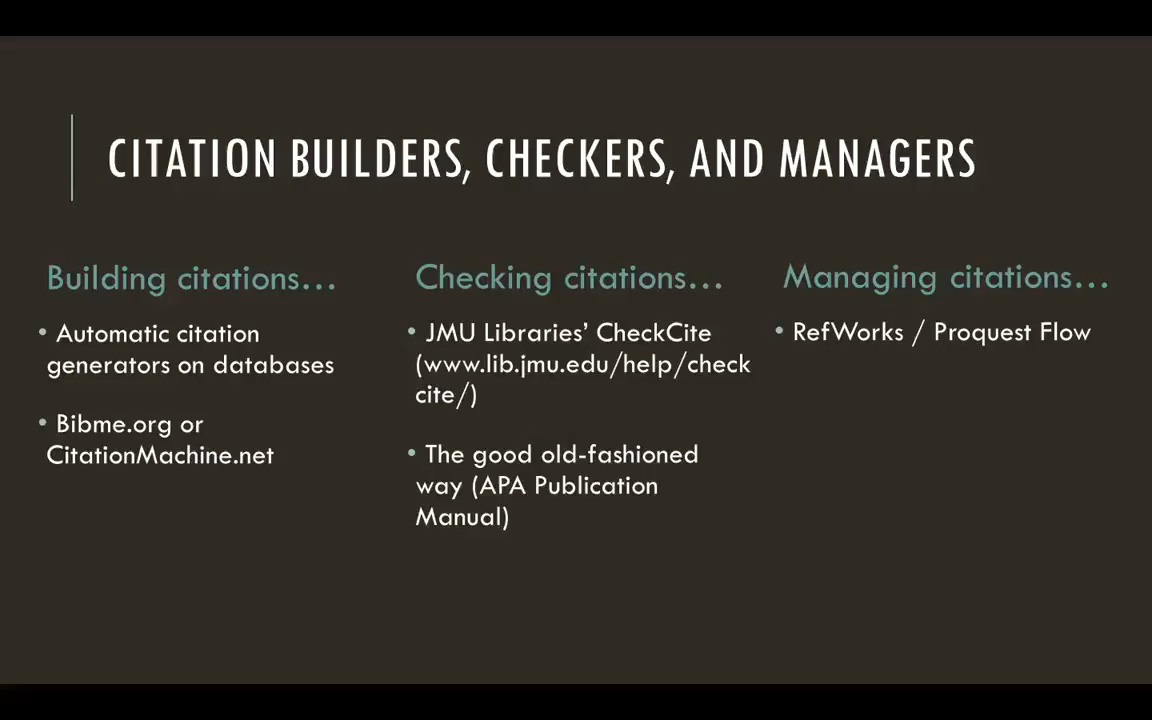 CITATION BUILDERS, CHECKERS, AND MANAGERS
Building citations…
• Automatic citation
generators on databases
• Bibme.org or
CitationMachine.net
Checking citations…
• JMU Libraries’ CheckCite
(www.lib.jmu.edu/help/check
cite/)
• The good old-fashioned
way (APA Publication
Manual)
Managing citations…
• RefWorks / Proquest Flow